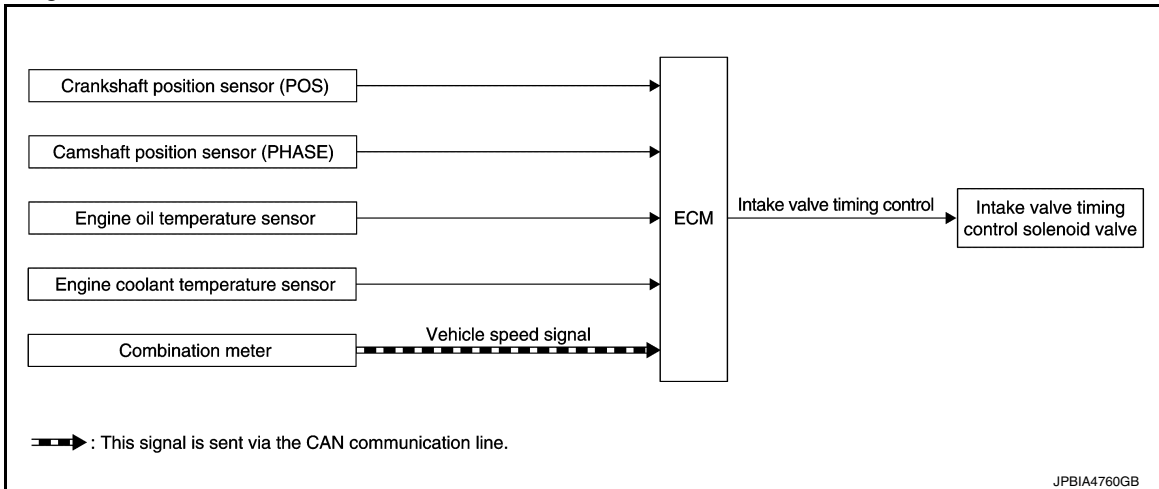 Crankshaft position sensor (POS)
Camshaft position sensor (PHASE)
Engine oil temperature sensor
Engine coolant temperature sensor
Combination meter
Vehicle speed signal
ECM
Intake valve timing control
Intake valve timing
control solenoid valve
: This signal is sent via the CAN communication line.
JPBIA4760GB